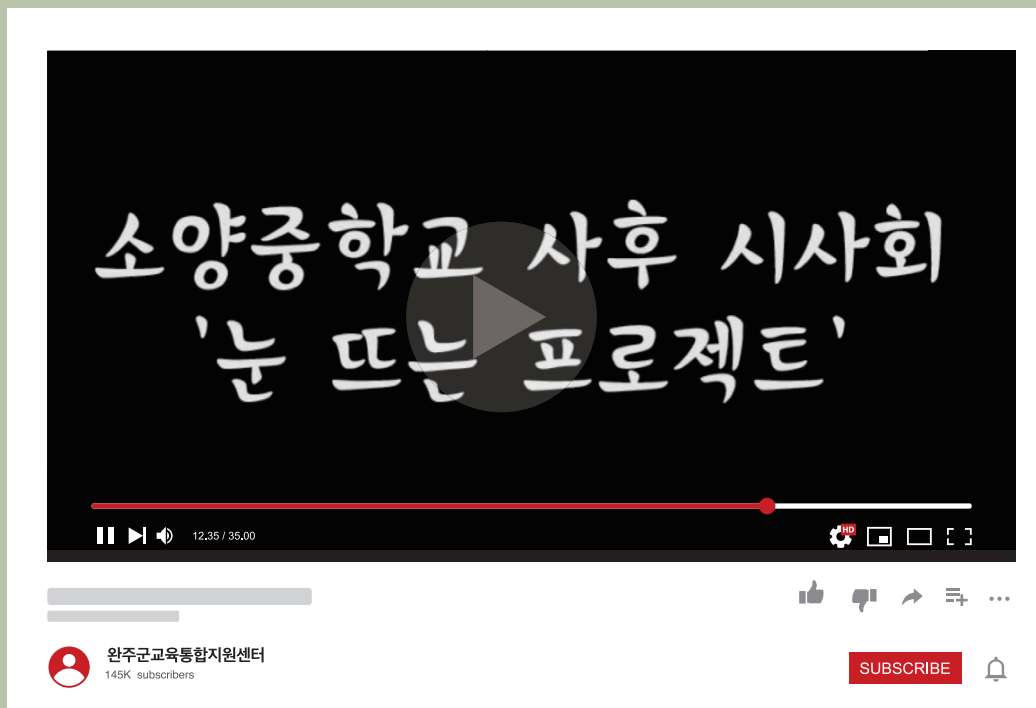 소양중학교 사후 시사회
'눈 뜨는 프로젝트'
12.35 / 35.00
HD
완주군교육통합지원센터
145K subscribers
SUBSCRIBE